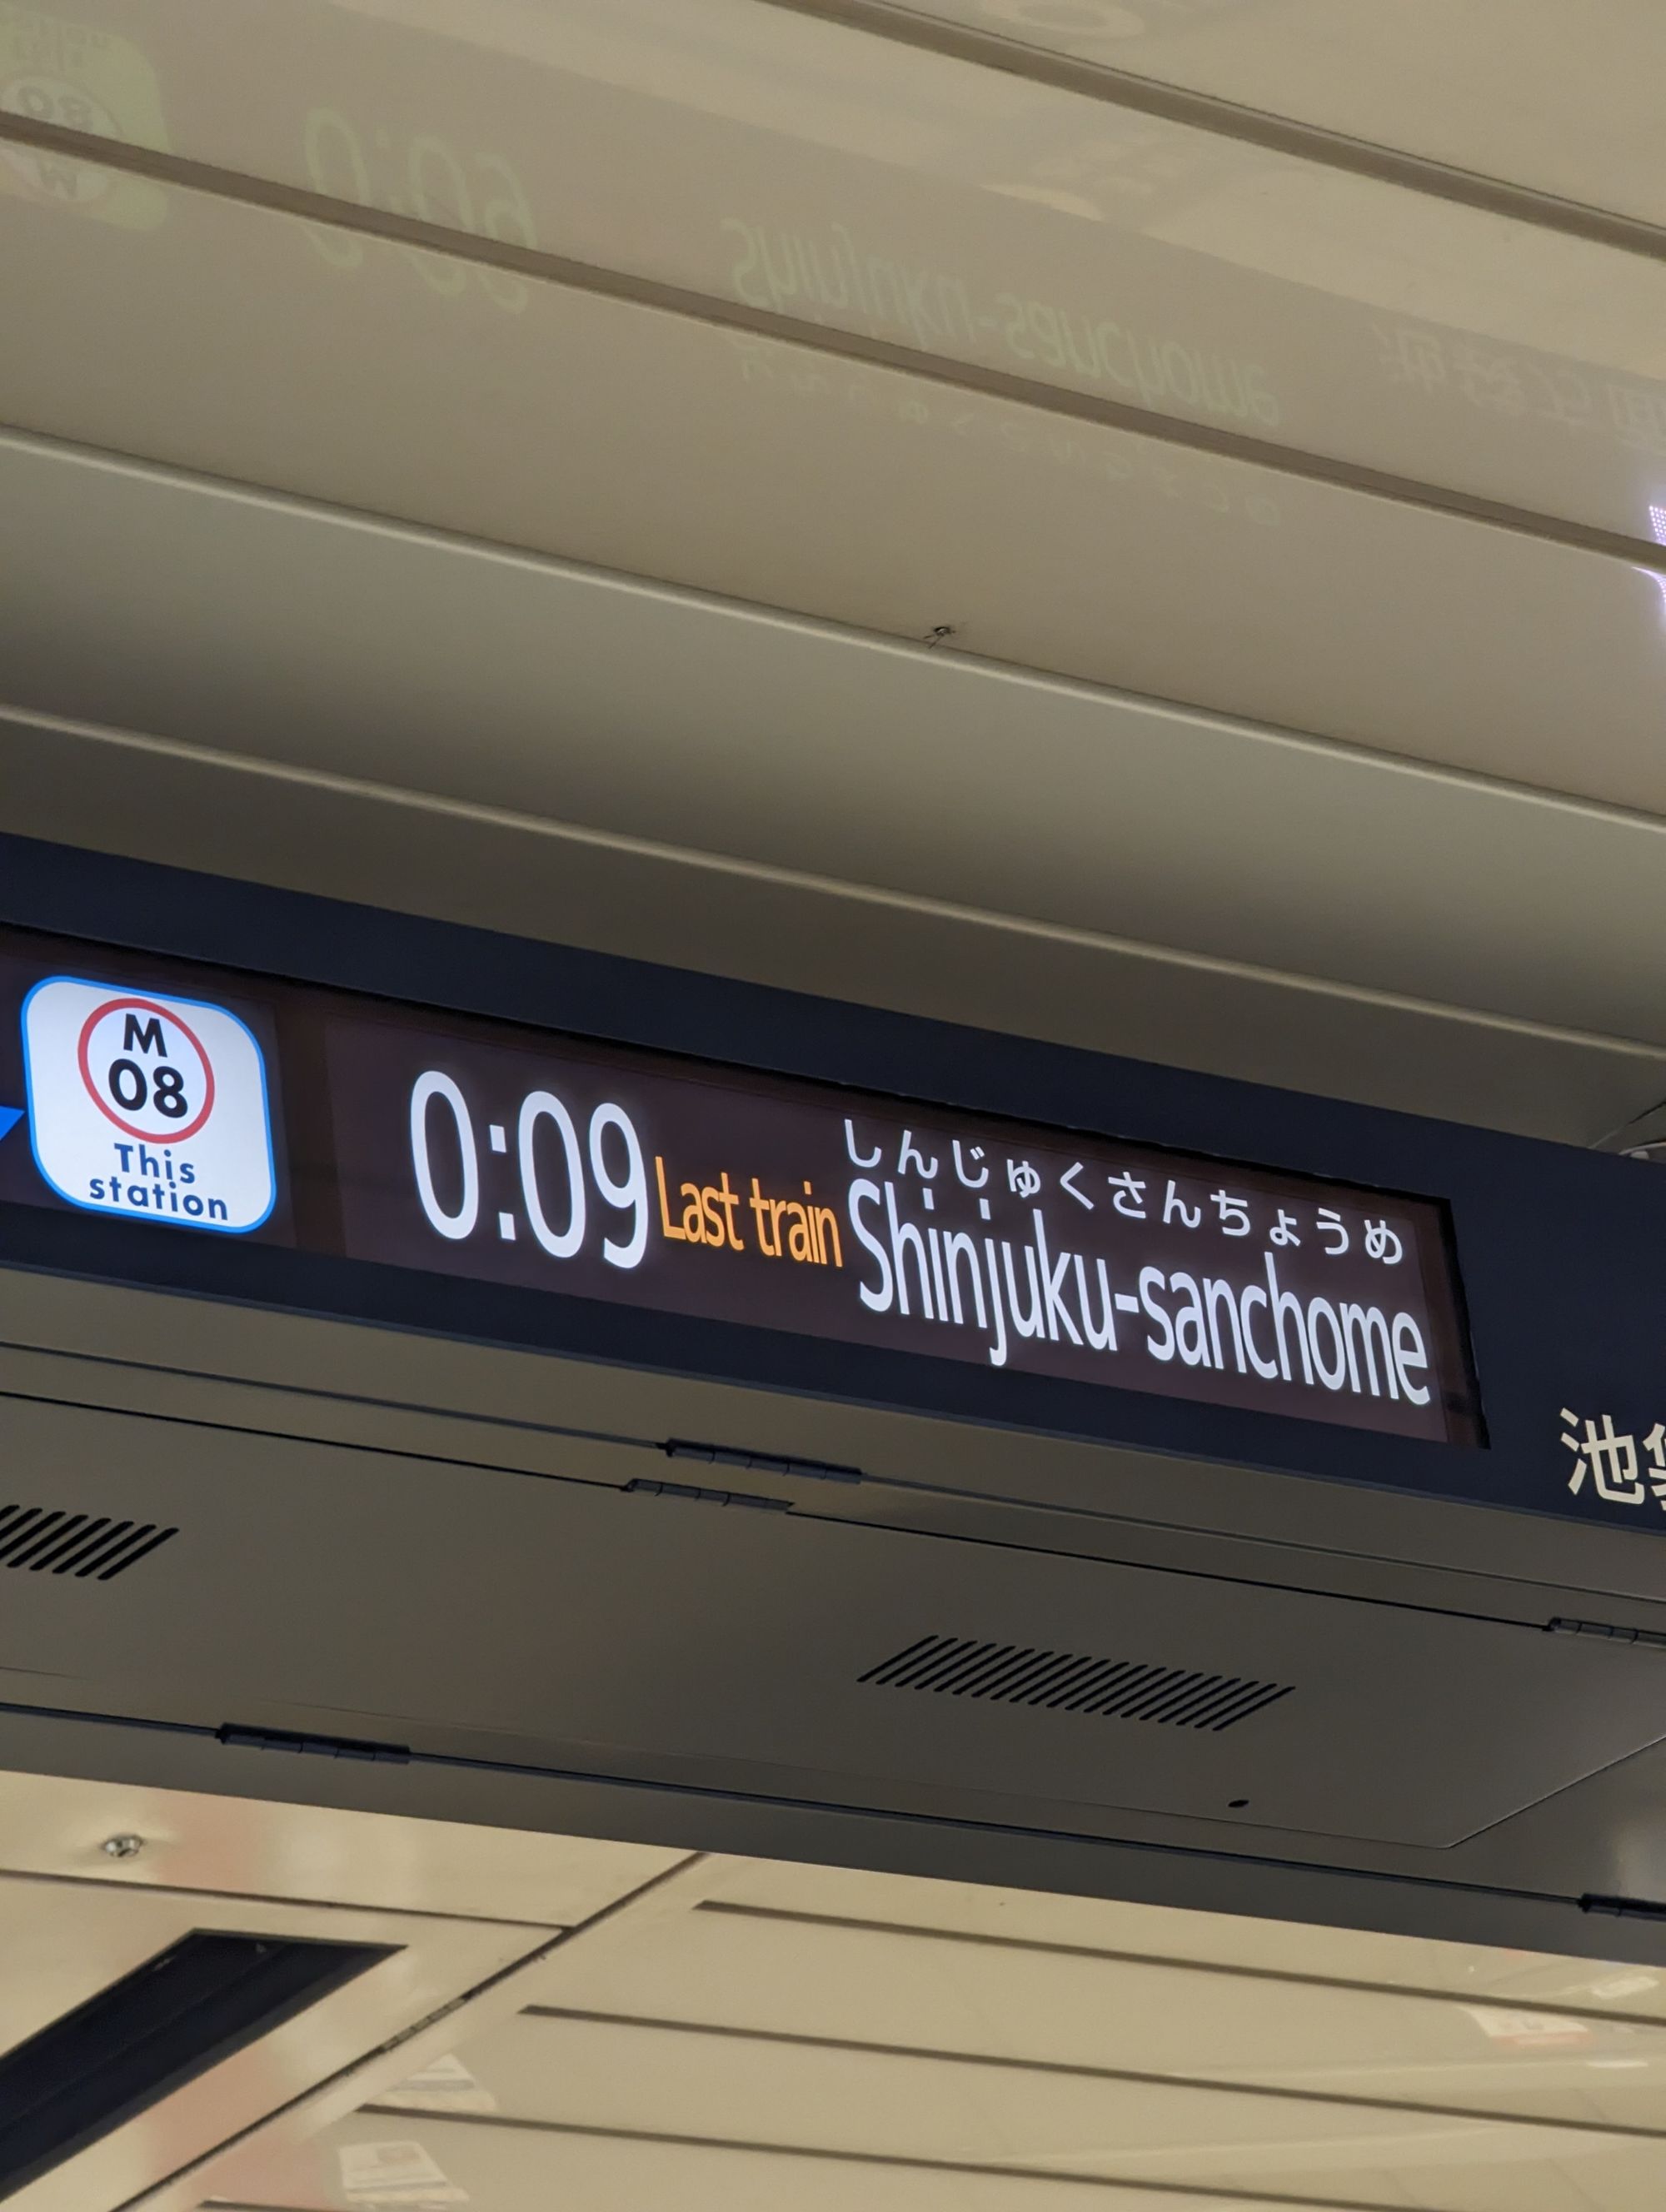 M
08
This
station
0:09
Last train
しんじゅくさんちょうめ
Shinjuku-sanchome
池